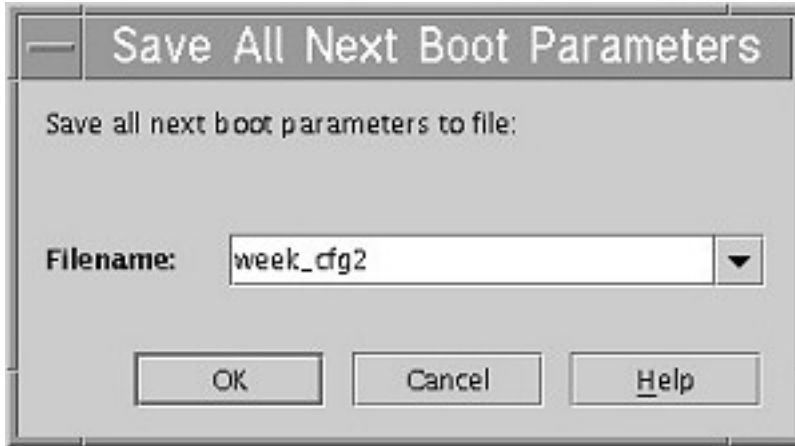 Save All Next Boot Parameters
Save all next boot parameters to file:
Filename: week_cfg2
OK Cancel Help